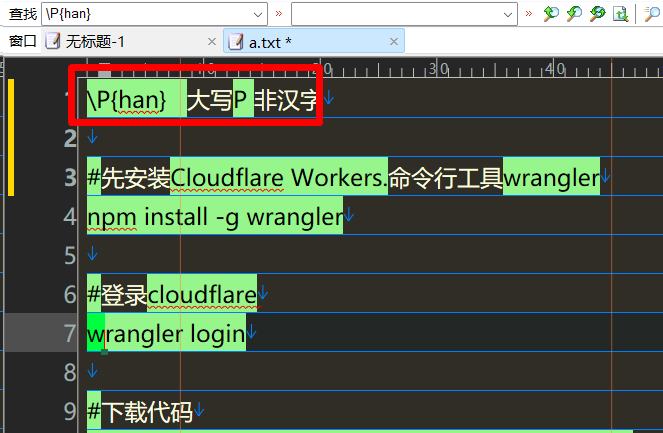 查找 \P{han}
窗口 无标题-1 a.txt *
10 20 30 40
1 \P{han} 大写P 非汉字
2
3 #先安装Cloudflare Workers.命令行工具wrangler
4 npm install -g wrangler
5
6 #登录cloudflare
7 wrangler login
8
9 #下载代码